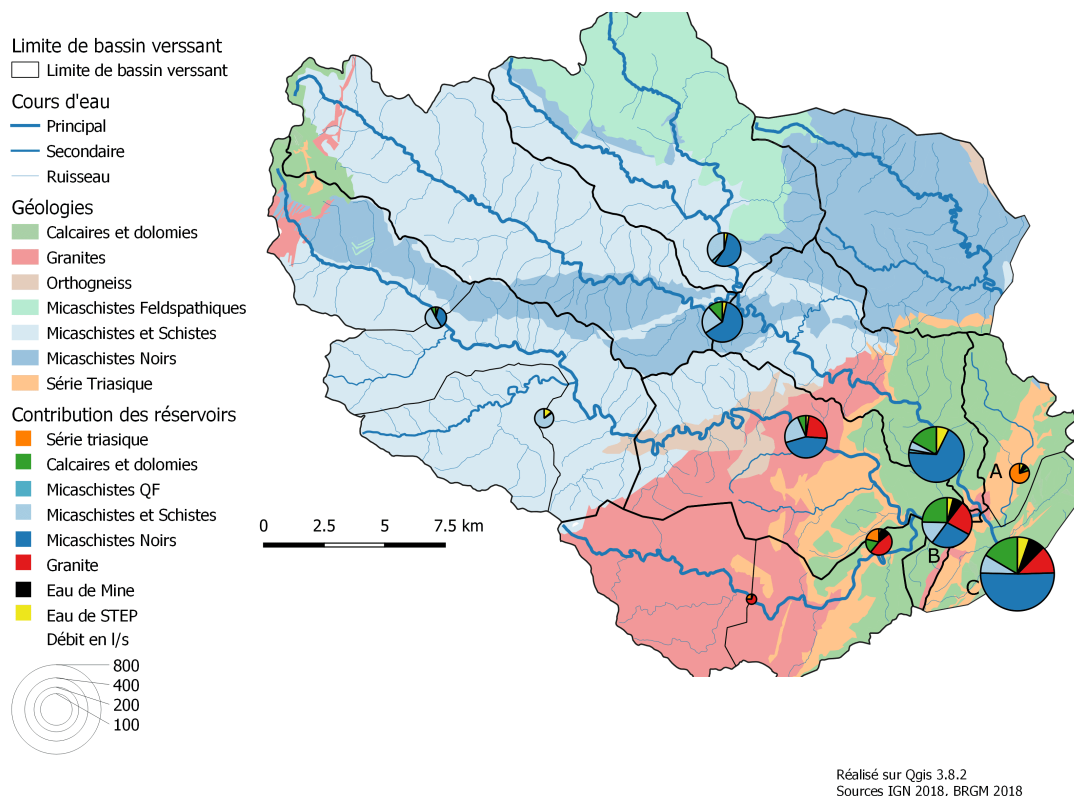 Limite de bassin verssant
Limite de bassin verssant
Cours d'eau
Principal
Secondaire
Ruisseau
Géologies
Calcaires et dolomies
Granites
Orthogneiss
Micaschistes Feldspathiques
Micaschistes et Schistes
Micaschistes Noirs
Série Triasique
Contribution des réservoirs
Série triasique
Calcaires et dolomies
Micaschistes QF
Micaschistes et Schistes
Micaschistes Noirs
Granite
Eau de Mine
Eau de STEP
Débit en l/s
800
400
200
100
0 2.5 5 7.5 km
A
B
C
Réalisé sur Qgis 3.8.2
Sources IGN 2018, BRGM 2018